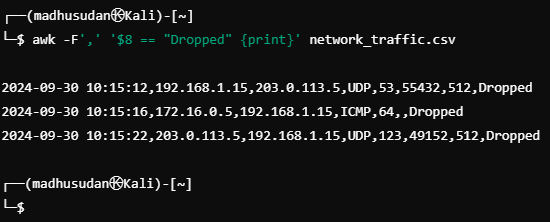 ┌──(madhusudan㉿Kali)-[~]
└─$ awk -F',' '$8 == "Dropped" {print}' network_traffic.csv
2024-09-30 10:15:12,192.168.1.15,203.0.113.5,UDP,53,55432,512,Dropped
2024-09-30 10:15:16,172.16.0.5,192.168.1.15,ICMP,64,,Dropped
2024-09-30 10:15:22,203.0.113.5,192.168.1.15,UDP,123,49152,512,Dropped
┌──(madhusudan㉿Kali)-[~]
└─$